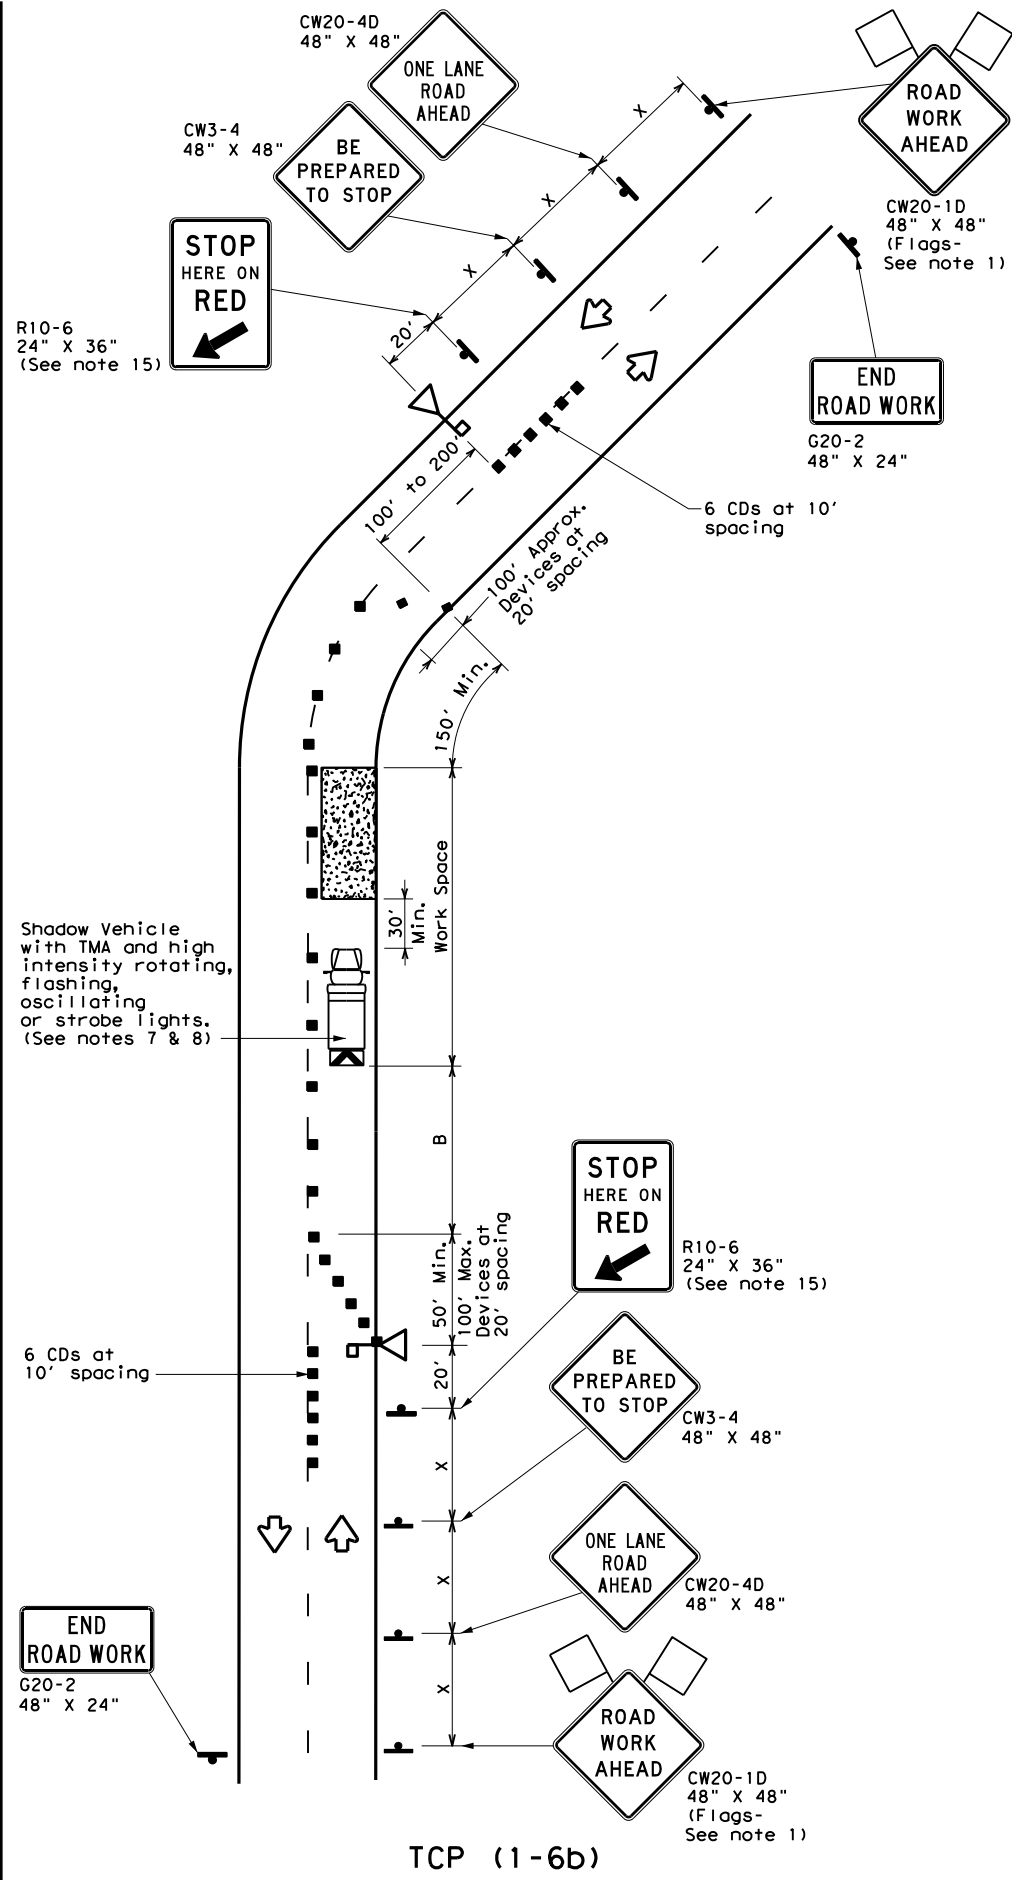 CW20-4D
48" X 48"
ONE LANE
ROAD
AHEAD
ROAD
WORK
AHEAD
CW3-4
48" X 48"
BE
PREPARED
TO STOP
X
X
X
CW20-1D
48" X 48"
(Flags-
See note 1)
STOP
HERE ON
RED
R10-6
24" X 36"
(See note 15)
20'
END
ROAD WORK
G20-2
48" X 24"
100' to 200'
6 CDs at 10'
spacing
100' Approx.
Devices at
20' spacing
150' Min.
Work Space
30'
Min.
Shadow Vehicle
with TMA and high
intensity rotating,
flashing,
oscillating
or strobe lights.
(See notes 7 & 8)
B
STOP
HERE ON
RED
R10-6
24" X 36"
(See note 15)
50' Min.
100' Max.
Devices at
20' spacing
6 CDs at
10' spacing
20'
BE
PREPARED
TO STOP
CW3-4
48" X 48"
X
ONE LANE
ROAD
AHEAD
CW20-4D
48" X 48"
X
END
ROAD WORK
G20-2
48" X 24"
X
ROAD
WORK
AHEAD
CW20-1D
48" X 48"
(Flags-
See note 1)
TCP (1-6b)